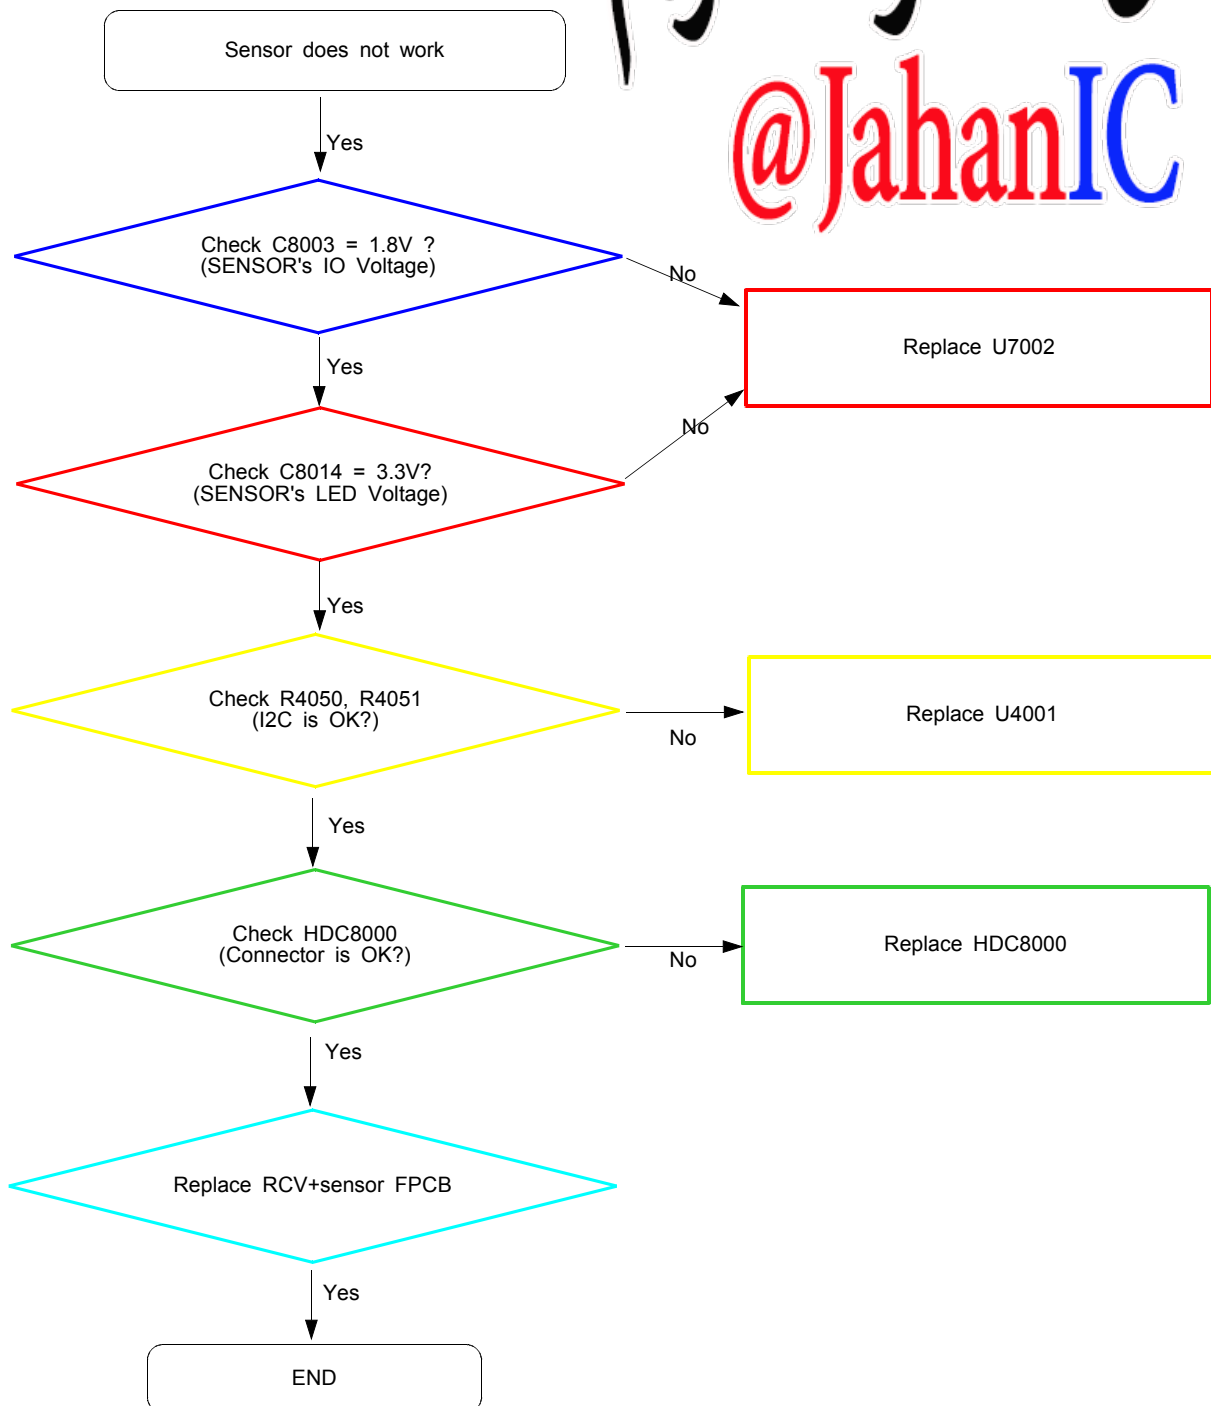 Sensor does not work
@JahanIC
Yes
Check C8003 = 1.8V ?
(SENSOR's IO Voltage)
No
Replace U7002
Yes
No
Check C8014 = 3.3V?
(SENSOR's LED Voltage)
Yes
Check R4050, R4051
(I2C is OK?)
No
Replace U4001
Yes
Check HDC8000
(Connector is OK?)
No
Replace HDC8000
Yes
Replace RCV+sensor FPCB
Yes
END